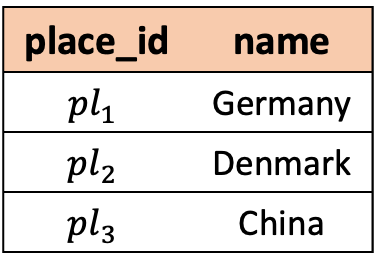 place_id name
pl₁ Germany
pl₂ Denmark
pl₃ China